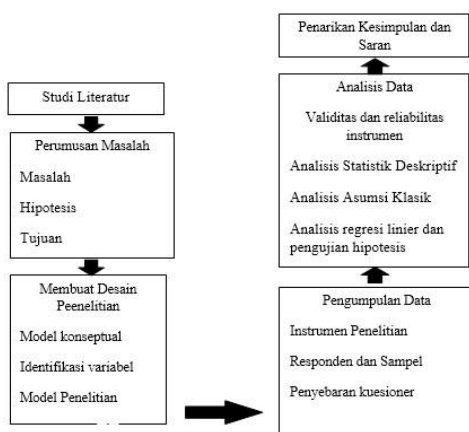 Studi Literatur
Perumusan Masalah
Masalah
Hipotesis
Tujuan
Membuat Desain
Peenelitian
Model konseptual
Identifikasi variabel
Model Penelitian
Pengumpulan Data
Instrumen Penelitian
Responden dan Sampel
Penyebaran kuesioner
Analisis Data
Validitas dan reliabilitas
instrumen
Analisis Statistik Deskriptif
Analisis Asumsi Klasik
Analisis regresi linier dan
pengujian hipotesis
Penarikan Kesimpulan dan
Saran